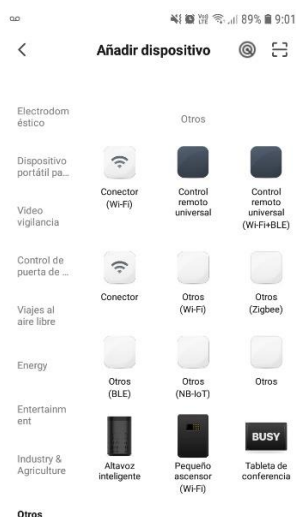 89% 9:01
Añadir dispositivo
Electrodom
éstico
Dispositivo
portátil pa...
Video
vigilancia
Control de
puerta de ...
Viajes al
aire libre
Energy
Entertainm
ent
Industry &
Agriculture
Otros
Otros
Conector
(Wi-Fi)
Control
remoto
universal
Control
remoto
universal
(Wi-Fi+BLE)
Conector
Otros
(Wi-Fi)
Otros
(Zigbee)
Otros
(BLE)
Otros
(NB-IoT)
Otros
BUSY
Altavoz
inteligente
Pequeño
ascensor
(Wi-Fi)
Tableta de
conferencia